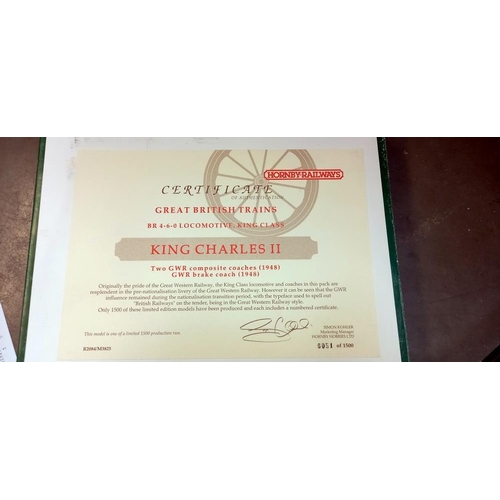 HORNBY·RAILWAYS
CERTIFICATE
OF AUTHENTICATION
GREAT BRITISH TRAINS
BR 4-6-0 LOCOMOTIVE. KING CLASS
KING CHARLES II
Two GWR composite coaches (1948)
GWR brake coach (1948)
Originally the pride of the Great Western Railway, the King Class locomotive and coaches in this pack are
resplendent in the pre-nationalisation livery of the Great Western Railway. However it can be seen that the GWR
influence remained during the nationalisation transition period, with the typeface used to spell out
'British Railways' on the tender, being in the Great Western Railway style.
Only 1500 of these limited edition models have been produced and each includes a numbered certificate.
This model is one of a limited 1500 production run.
SIMON KOHLER
Marketing Manager
HORNBY HOBBIES LTD
R2084/M3825
0051 of 1500